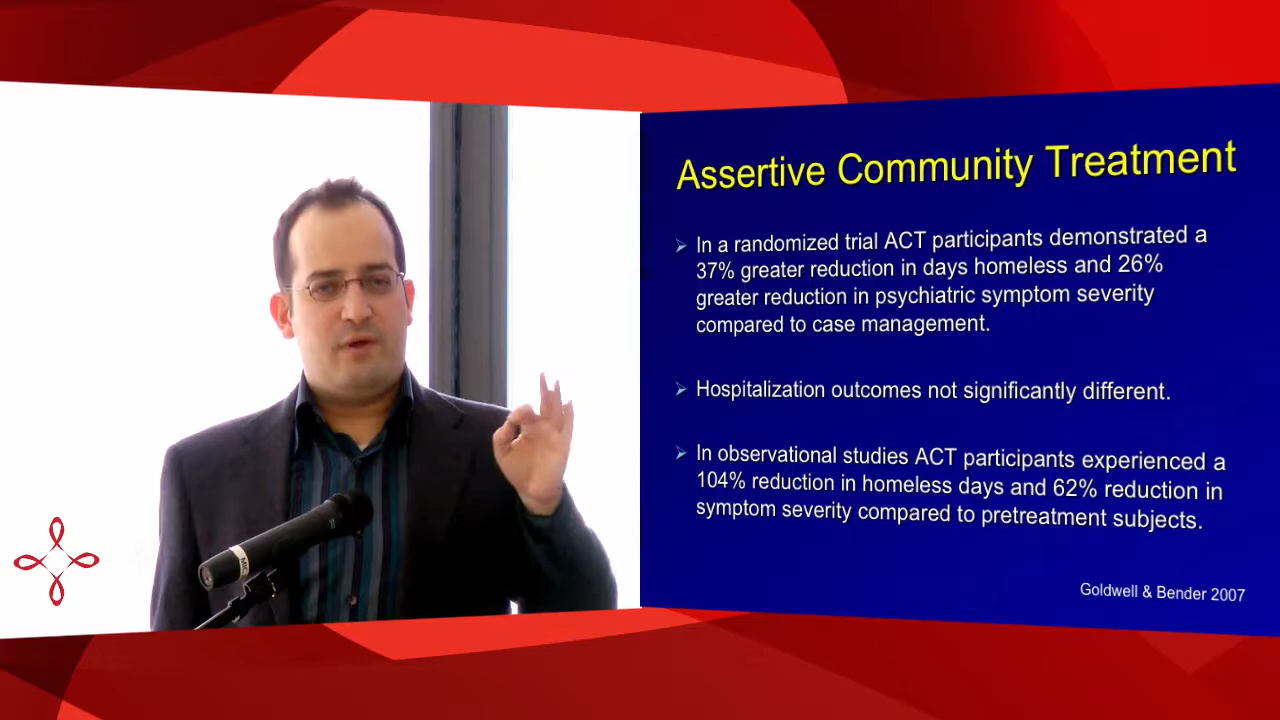 Assertive Community Treatment
➢ In a randomized trial ACT participants demonstrated a
37% greater reduction in days homeless and 26%
greater reduction in psychiatric symptom severity
compared to case management.
➢ Hospitalization outcomes not significantly different.
➢ In observational studies ACT participants experienced a
104% reduction in homeless days and 62% reduction in
symptom severity compared to pretreatment subjects.
Goldwell & Bender 2007
MIC